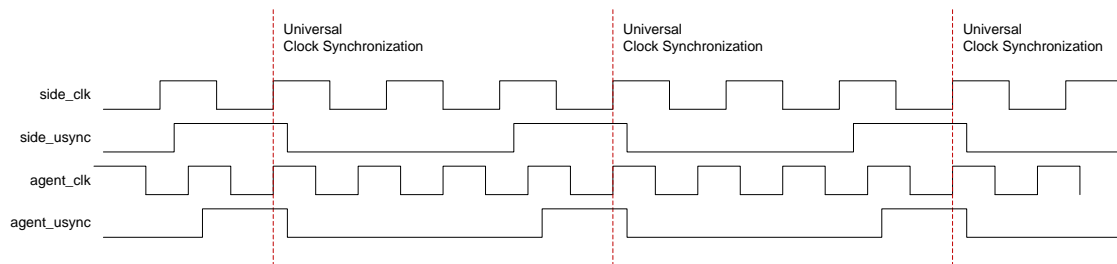 Universal
Clock Synchronization
Universal
Clock Synchronization
Universal
Clock Synchronization
side_clk
side_usync
agent_clk
agent_usync